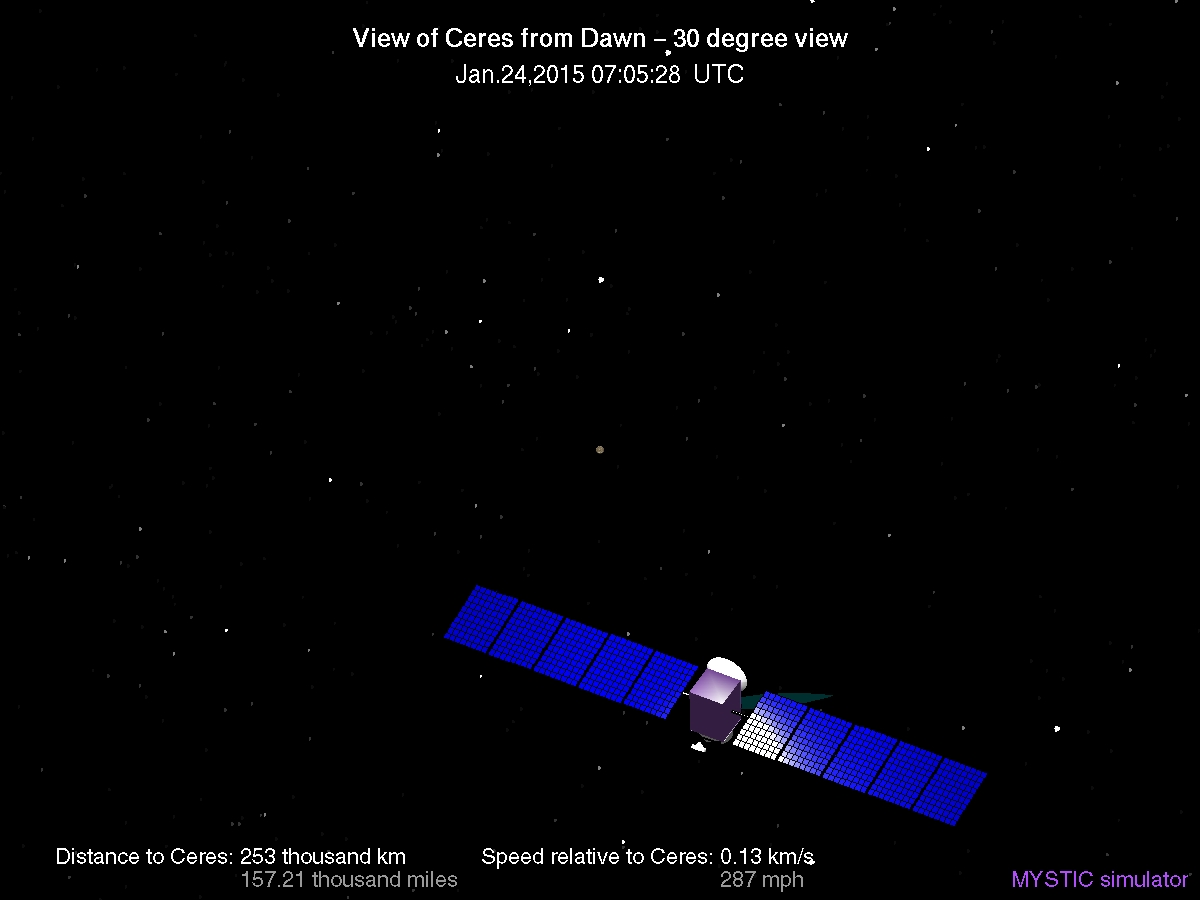 View of Ceres from Dawn – 30 degree view
Jan.24,2015 07:05:28 UTC
Distance to Ceres: 253 thousand km
157.21 thousand miles
Speed relative to Ceres: 0.13 km/s
287 mph
MYSTIC simulator